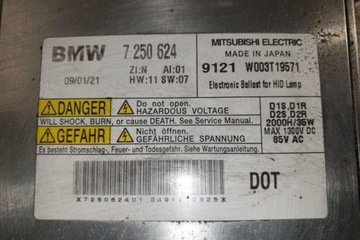 BMW 7 250 624
09/01/21
ZI:N AI:01
HW:11 SW:07
MITSUBISHI ELECTRIC
MADE IN JAPAN
9121 W003T19571
Electronic Ballast for HID Lamp
DANGER
Do not open.
HAZARDOUS VOLTAGE
WILL SHOCK, BURN, or cause DEATH. See Service Manual.
GEFAHR
Nicht öffnen.
GEFÄHRLICHE SPANNUNG
Es besteht Stromschlag-, Feuer- und Todesgefahr. Siehe Wartungsanleitung.
D1S,D1R
D2S,D2R
2000H/35W
MAX 1300V DC
85V AC
DOT